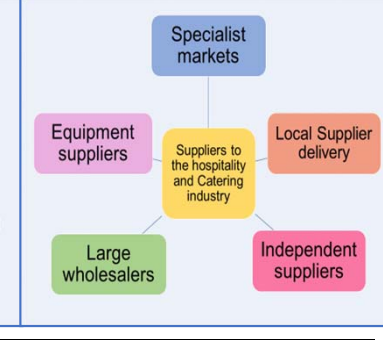 Specialist
markets
Equipment
suppliers
Suppliers to
the hospitality
and Catering
industry
Local Supplier
delivery
Large
wholesalers
Independent
suppliers